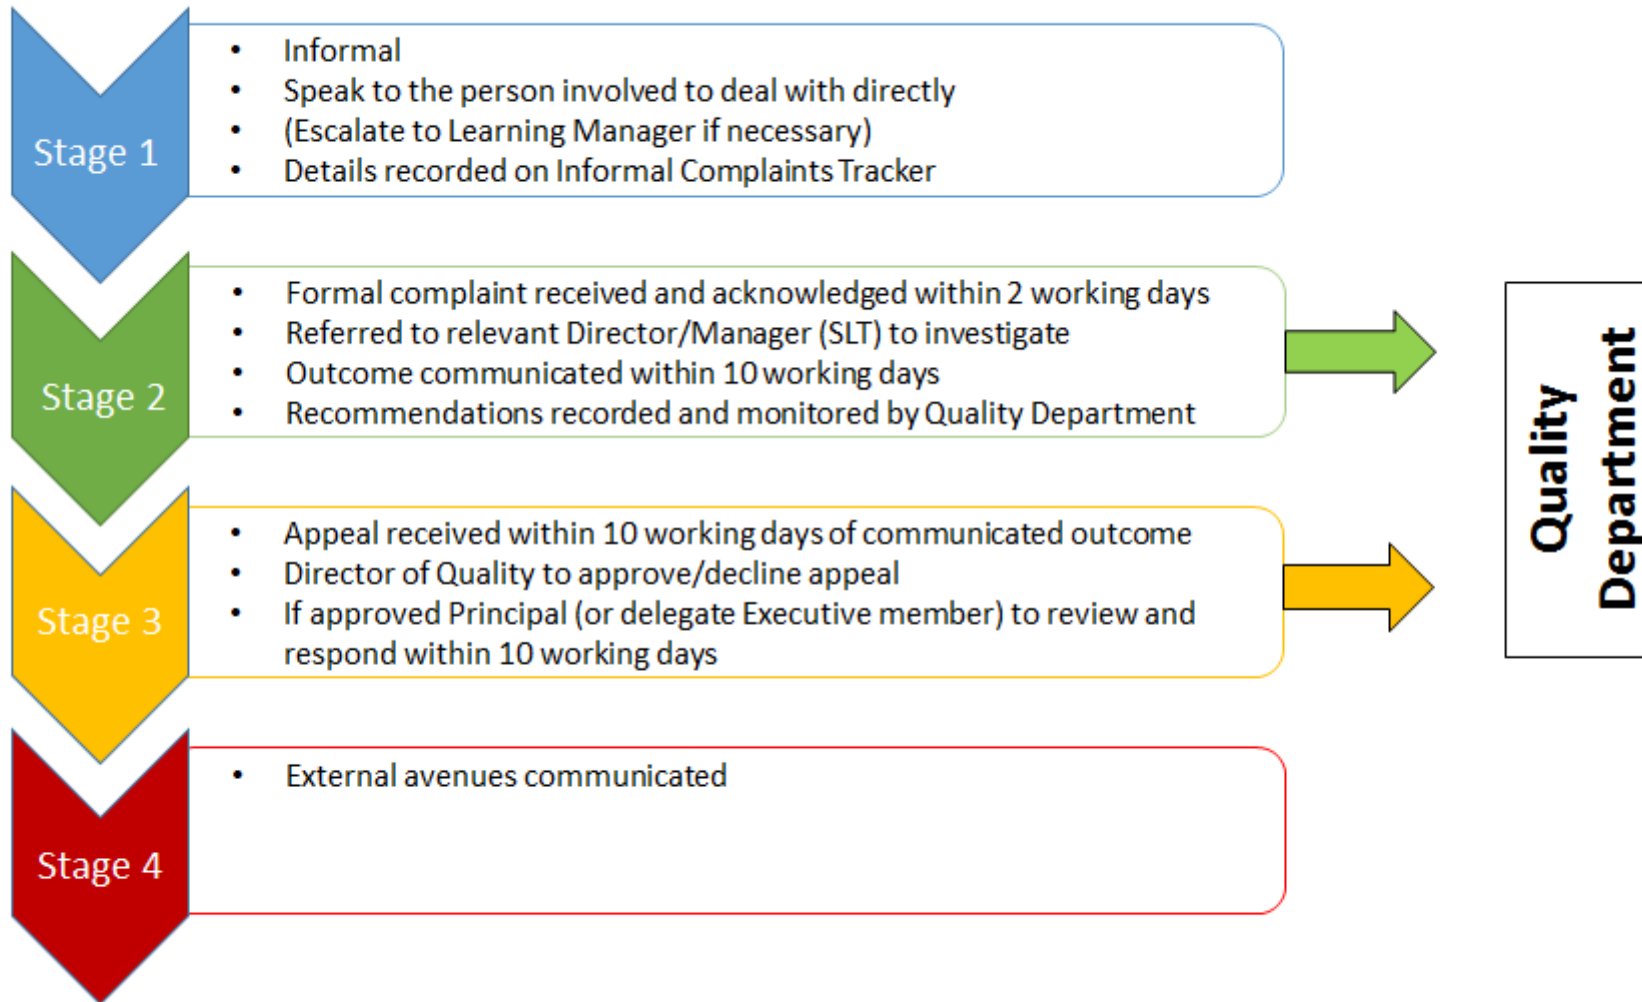 Stage 1
• Informal
• Speak to the person involved to deal with directly
• (Escalate to Learning Manager if necessary)
• Details recorded on Informal Complaints Tracker
Stage 2
• Formal complaint received and acknowledged within 2 working days
• Referred to relevant Director/Manager (SLT) to investigate
• Outcome communicated within 10 working days
• Recommendations recorded and monitored by Quality Department
Stage 3
• Appeal received within 10 working days of communicated outcome
• Director of Quality to approve/decline appeal
• If approved Principal (or delegate Executive member) to review and
respond within 10 working days
Stage 4
• External avenues communicated
Quality
Department